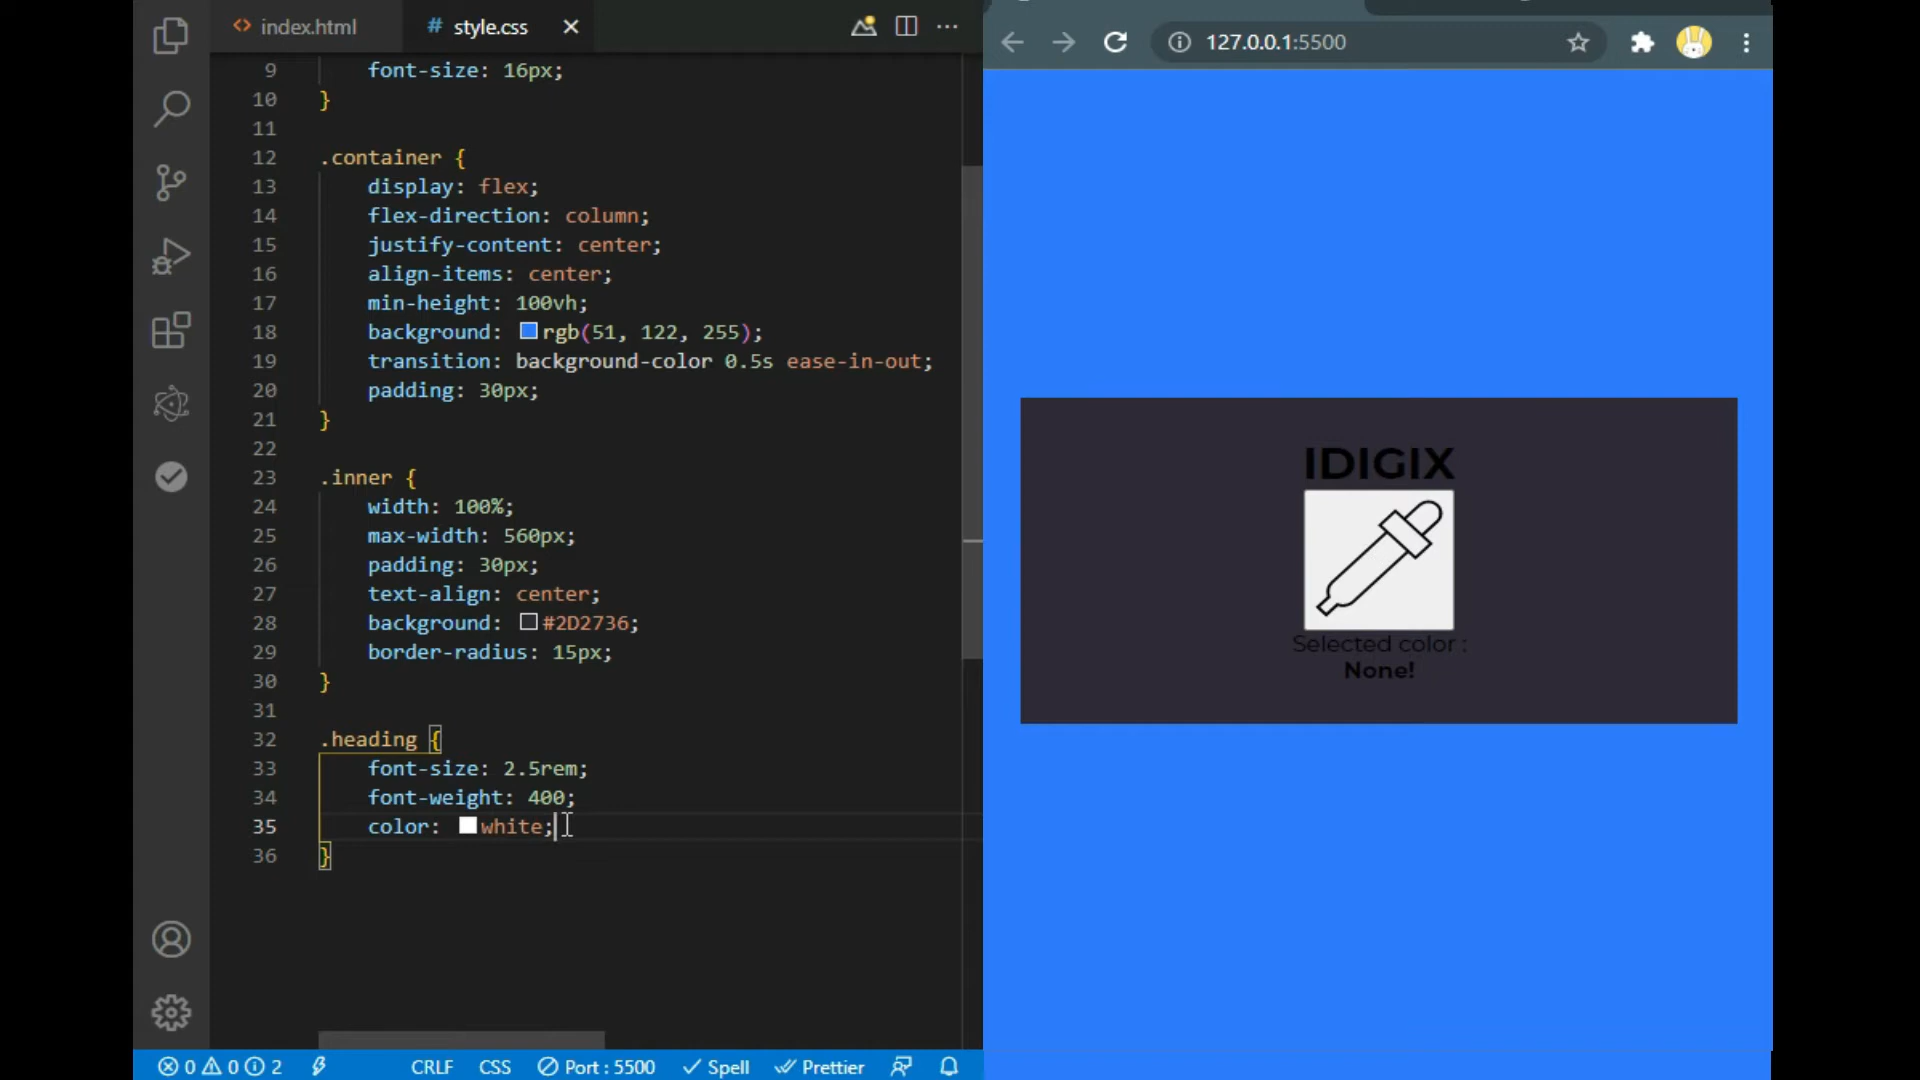 index.html
# style.css
9 font-size: 16px;
10 }
11
12 .container {
13 display: flex;
14 flex-direction: column;
15 justify-content: center;
16 align-items: center;
17 min-height: 100vh;
18 background: rgb(51, 122, 255);
19 transition: background-color 0.5s ease-in-out;
20 padding: 30px;
21 }
22
23 .inner {
24 width: 100%;
25 max-width: 560px;
26 padding: 30px;
27 text-align: center;
28 background: #2D2736;
29 border-radius: 15px;
30 }
31
32 .heading {
33 font-size: 2.5rem;
34 font-weight: 400;
35 color: white;
36 }
0 0 2 CRLF CSS Port : 5500 Spell Prettier
127.0.0.1:5500
IDIGIX
Selected color :
None!